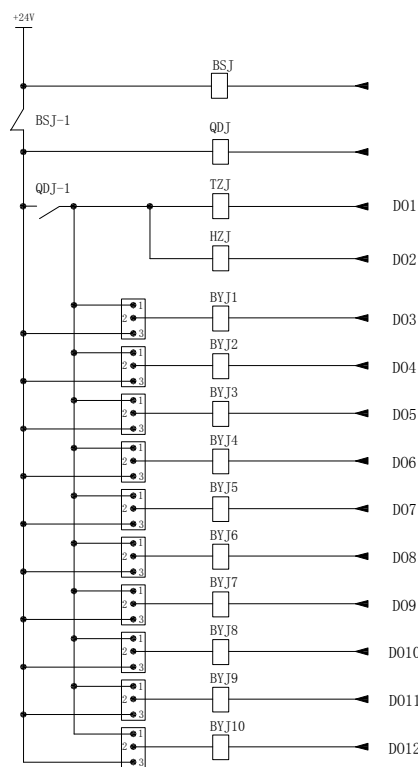 +24V
BSJ
BSJ-1
QDJ
QDJ-1
TZJ
DO1
HZJ
DO2
BYJ1
1
2
3
DO3
BYJ2
1
2
3
DO4
BYJ3
1
2
3
DO5
BYJ4
1
2
3
DO6
BYJ5
1
2
3
DO7
BYJ6
1
2
3
DO8
BYJ7
1
2
3
DO9
BYJ8
1
2
3
DO10
BYJ9
1
2
3
DO11
BYJ10
1
2
3
DO12